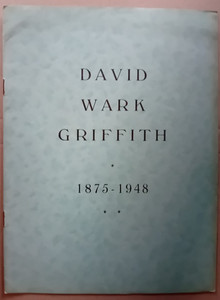 DAVID
WARK
GRIFFITH
*
1875-1948
* *